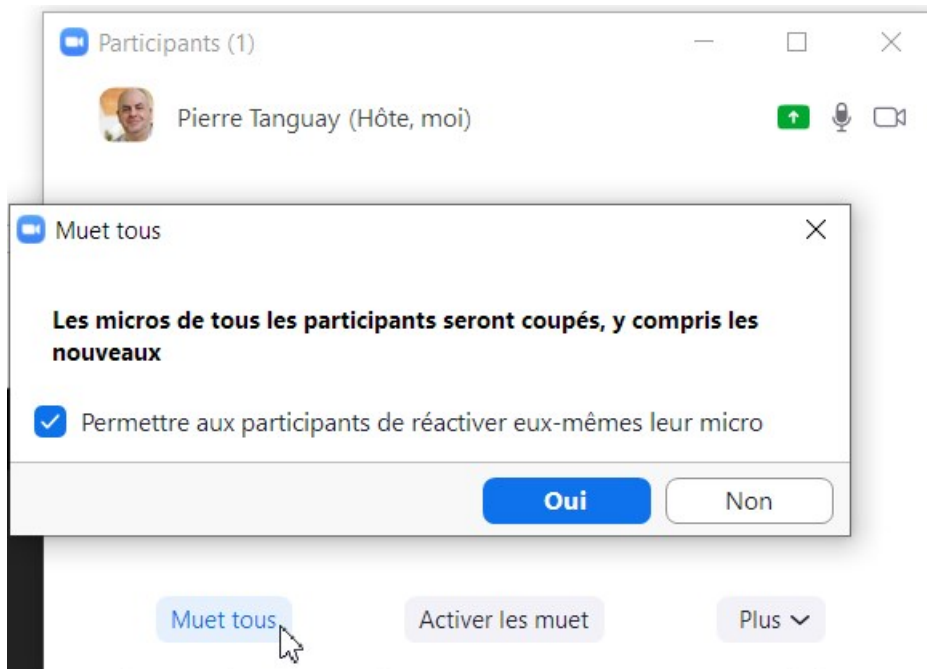 Participants (1)
Pierre Tanguay (Hôte, moi)
Muet tous
Les micros de tous les participants seront coupés, y compris les
nouveaux
Permettre aux participants de réactiver eux-mêmes leur micro
Oui Non
Muet tous Activer les muet Plus